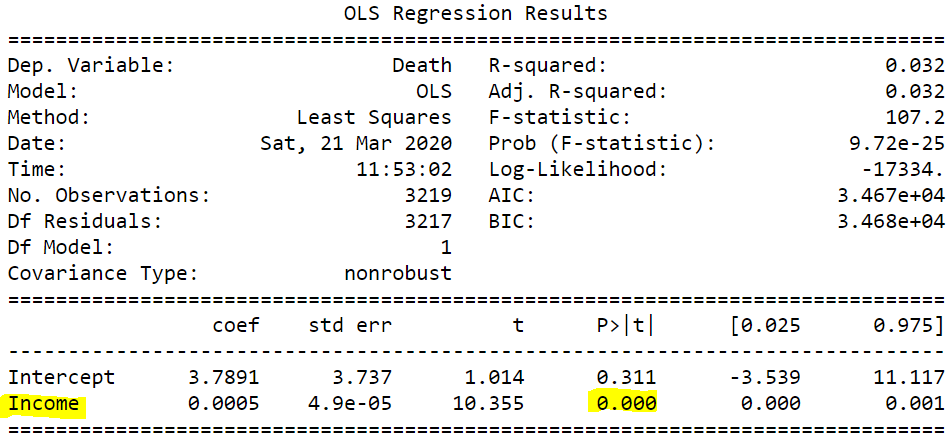 OLS Regression Results
==============================================================================
Dep. Variable:                  Death   R-squared:                       0.032
Model:                            OLS   Adj. R-squared:                  0.032
Method:                 Least Squares   F-statistic:                     107.2
Date:                Sat, 21 Mar 2020   Prob (F-statistic):           9.72e-25
Time:                        11:53:02   Log-Likelihood:                -17334.
No. Observations:                3219   AIC:                         3.467e+04
Df Residuals:                    3217   BIC:                         3.468e+04
Df Model:                           1
Covariance Type:            nonrobust
==============================================================================
                 coef    std err          t      P>|t|      [0.025      0.975]
------------------------------------------------------------------------------
Intercept      3.7891      3.737      1.014      0.311      -3.539      11.117
Income         0.0005    4.9e-05     10.355      0.000       0.000       0.001
==============================================================================